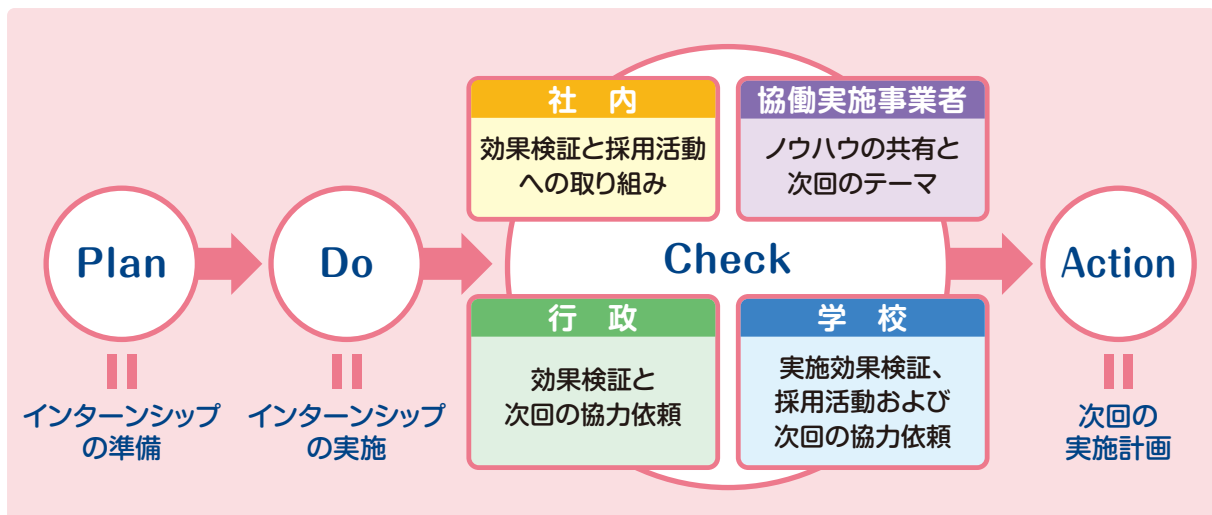 Plan
インターンシップ
の準備
Do
インターンシップ
の実施
Check
社 内
効果検証と採用活動
への取り組み
協働実施事業者
ノウハウの共有と
次回のテーマ
行 政
効果検証と
次回の協力依頼
学 校
実施効果検証、
採用活動および
次回の協力依頼
Action
次回の
実施計画